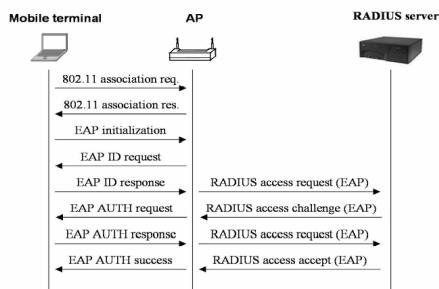 Mobile terminal
AP
RADIUS server
802.11 association req.
802.11 association res.
EAP initialization
EAP ID request
EAP ID response
RADIUS access request (EAP)
EAP AUTH request
RADIUS access challenge (EAP)
EAP AUTH response
RADIUS access request (EAP)
EAP AUTH success
RADIUS access accept (EAP)